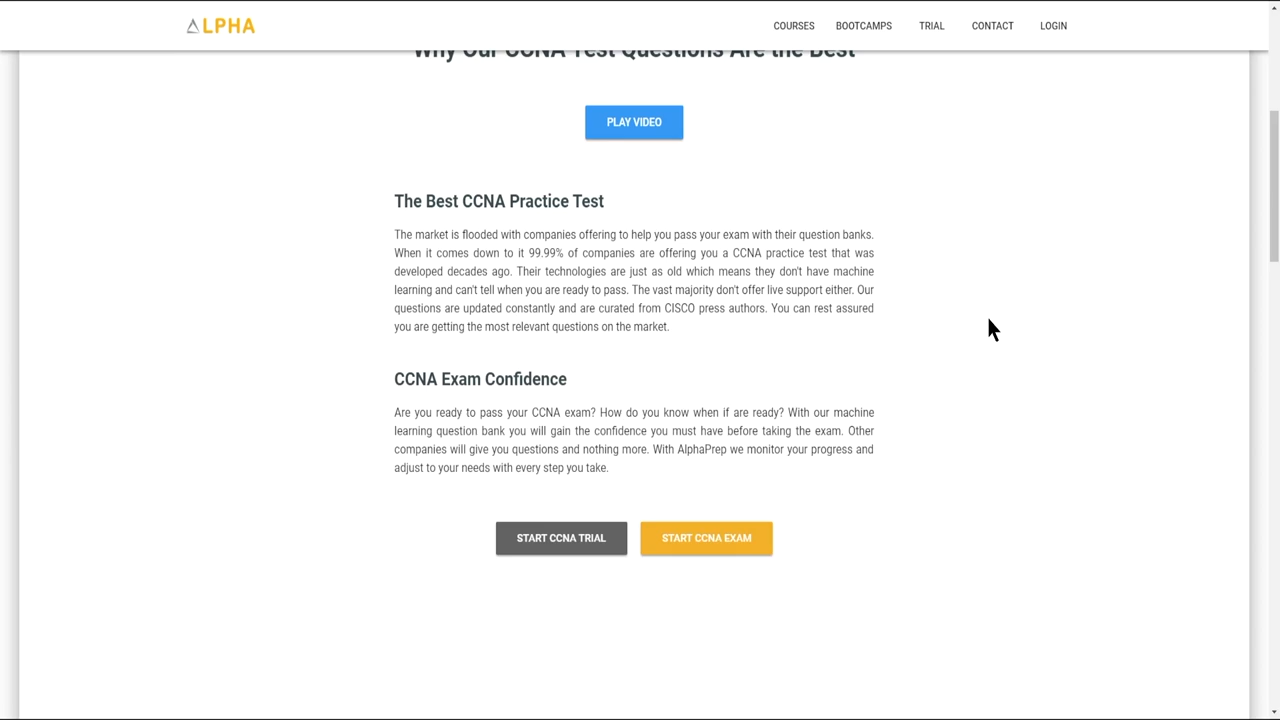 ALPHA
COURSES BOOTCAMPS TRIAL CONTACT LOGIN
Why Our CCNA Test Questions Are the Best
PLAY VIDEO
The Best CCNA Practice Test
The market is flooded with companies offering to help you pass your exam with their question banks.
When it comes down to it 99.99% of companies are offering you a CCNA practice test that was
developed decades ago. Their technologies are just as old which means they don't have machine
learning and can't tell when you are ready to pass. The vast majority don't offer live support either. Our
questions are updated constantly and are curated from CISCO press authors. You can rest assured
you are getting the most relevant questions on the market.
CCNA Exam Confidence
Are you ready to pass your CCNA exam? How do you know when if are ready? With our machine
learning question bank you will gain the confidence you must have before taking the exam. Other
companies will give you questions and nothing more. With AlphaPrep we monitor your progress and
adjust to your needs with every step you take.
START CCNA TRIAL START CCNA EXAM